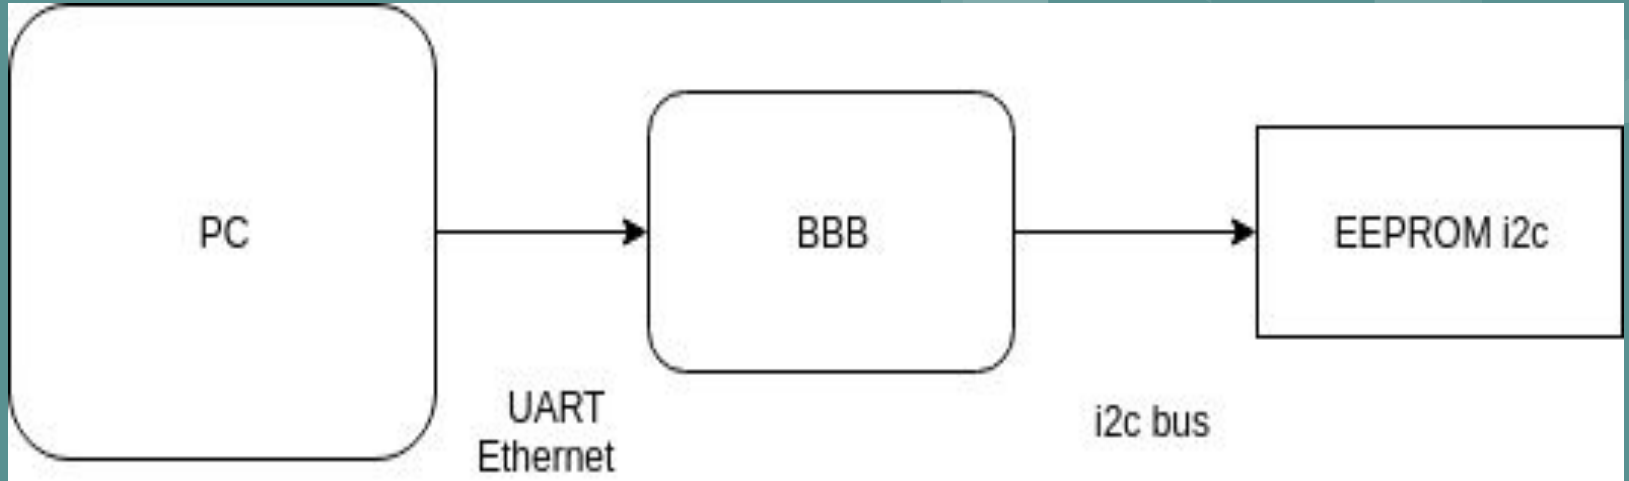 PC
BBB
EEPROM i2c
UART
Ethernet
i2c bus